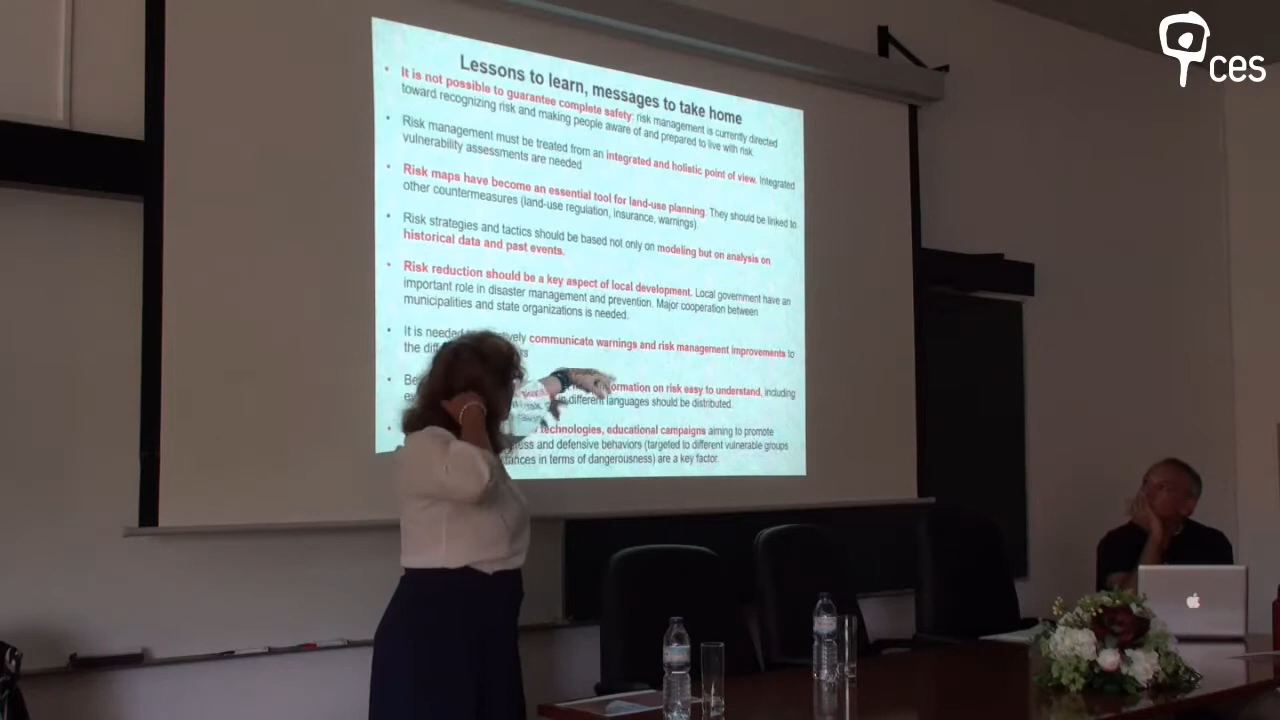 ces
Lessons to learn, messages to take home
• It is not possible to guarantee complete safety; risk management is currently directed
toward recognizing risk and making people aware of and prepared to live with risk.
• Risk management must be treated from an integrated and holistic point of view. Integrated
vulnerability assessments are needed
• Risk maps have become an essential tool for land-use planning. They should be linked to
other countermeasures (land-use regulation, insurance, warnings)
• Risk strategies and tactics should be based not only on modeling but on analysis on
historical data and past events.
• Risk reduction should be a key aspect of local development. Local government have an
important role in disaster management and prevention. Major cooperation between
municipalities and state organizations is needed.
• It is needed communicate warnings and risk management improvements to
the
• on risk easy to understand, including
different languages should be distributed.
• technologies, educational campaigns aiming to promote
and defensive behaviors (targeted to different vulnerable groups
in terms of dangerousness) are a key factor.